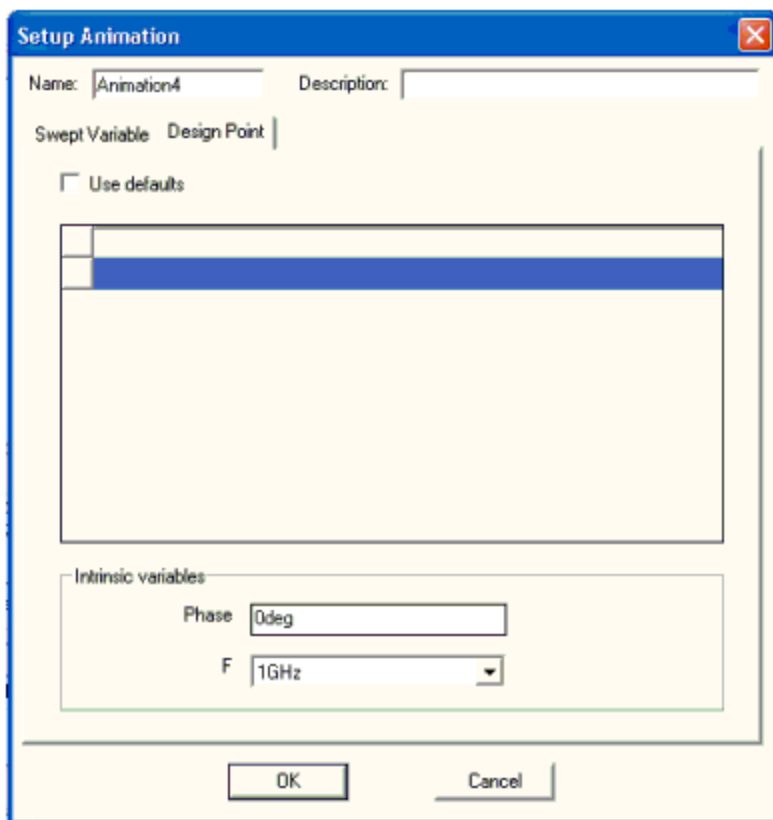 Setup Animation
Name: Animation4 Description:
Swept Variable Design Point
Use defaults
Intrinsic variables
Phase 0deg
F 1GHz
OK Cancel